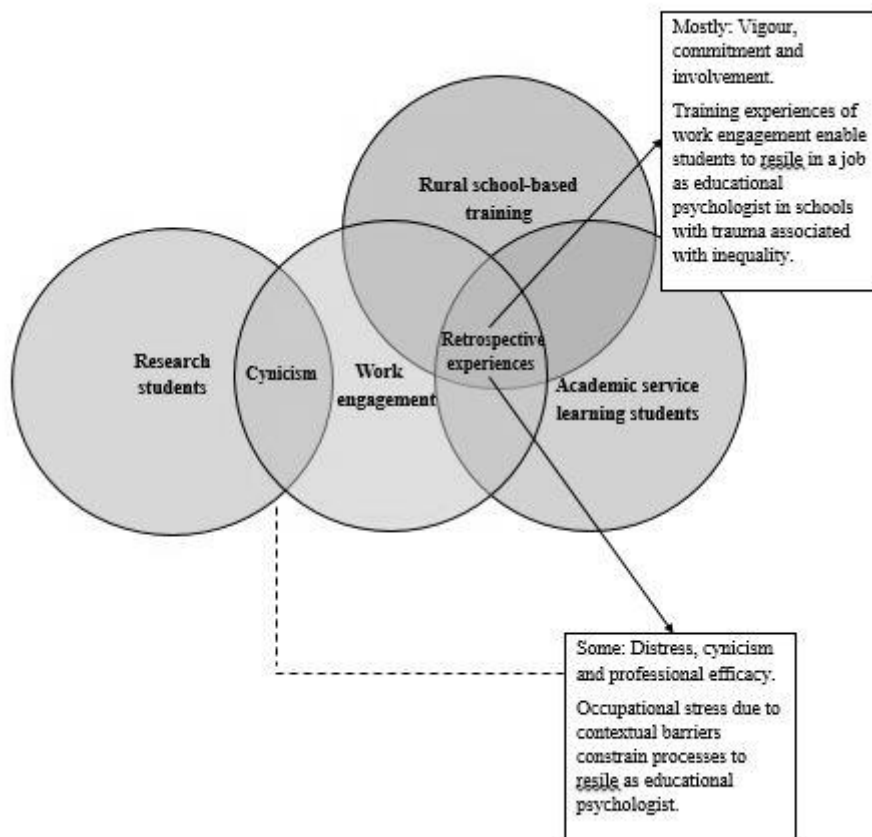 Mostly: Vigour,
commitment and
involvement.
Training experiences of
work engagement enable
students to resile in a job
as educational
psychologist in schools
with trauma associated
with inequality.
Rural school-based
training
Research
students
Cynicism
Work
engagement
Retrospective
experiences
Academic service
learning students
Some: Distress, cynicism
and professional efficacy.
Occupational stress due to
contextual barriers
constrain processes to
resile as educational
psychologist.